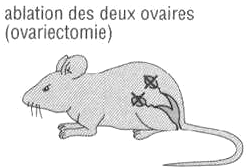 ablation des deux ovaires
(ovariectomie)